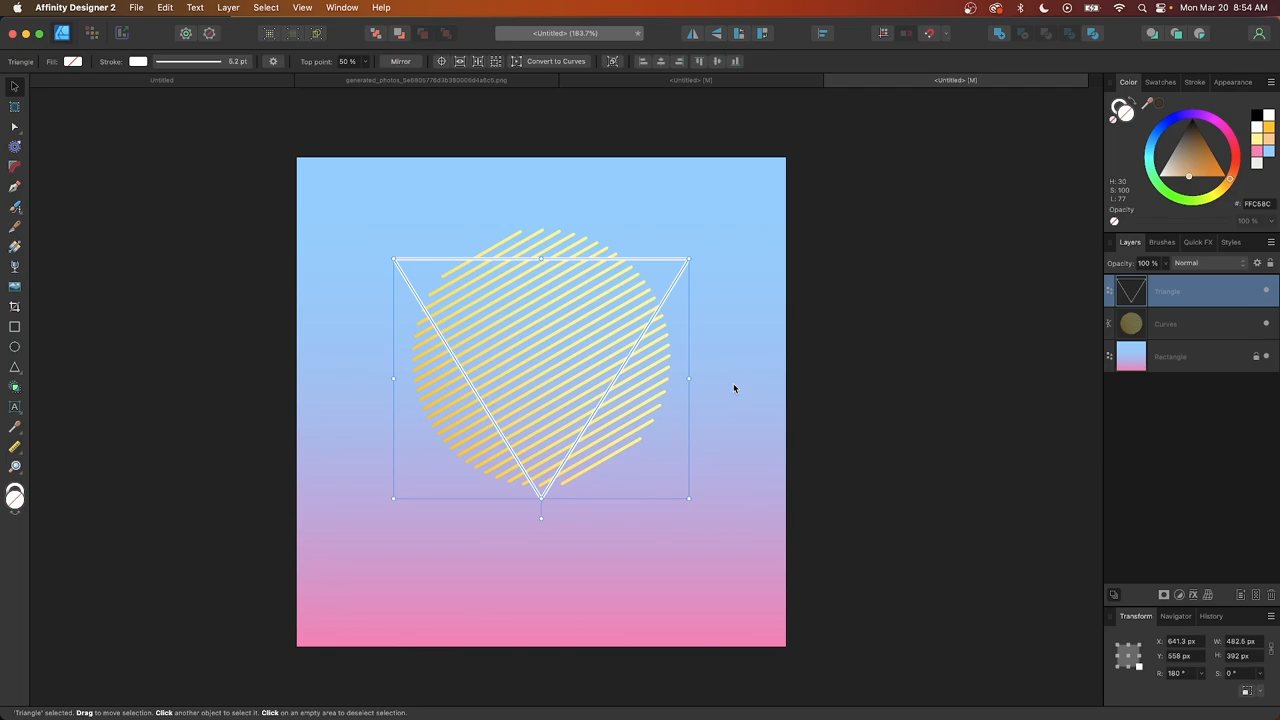 Affinity Designer 2 File Edit Text Layer Select View Window Help Mon Mar 20 8:54 AM
<Untitled> (183.7%)
Triangle Fill: Stroke: 6.2 pt Top point: 50 % Mirror Convert to Curves
Untitled
<Untitled> [M]
<Untitled> [M]
Color Swatches Stroke Appearance
H: 30
S: 100
L: 77
#: FFC58C
Opacity
100 %
Layers Brushes Quick FX Styles
Opacity: 100 % Normal
Triangle
Curves
Rectangle
Transform Navigator History
X: 641.3 px W: 482.5 px
Y: 558 px H: 392 px
R: 180 ° S: 0 °
'Triangle' selected. Drag to move selection. Click another object to select it. Click on an empty area to deselect selection.